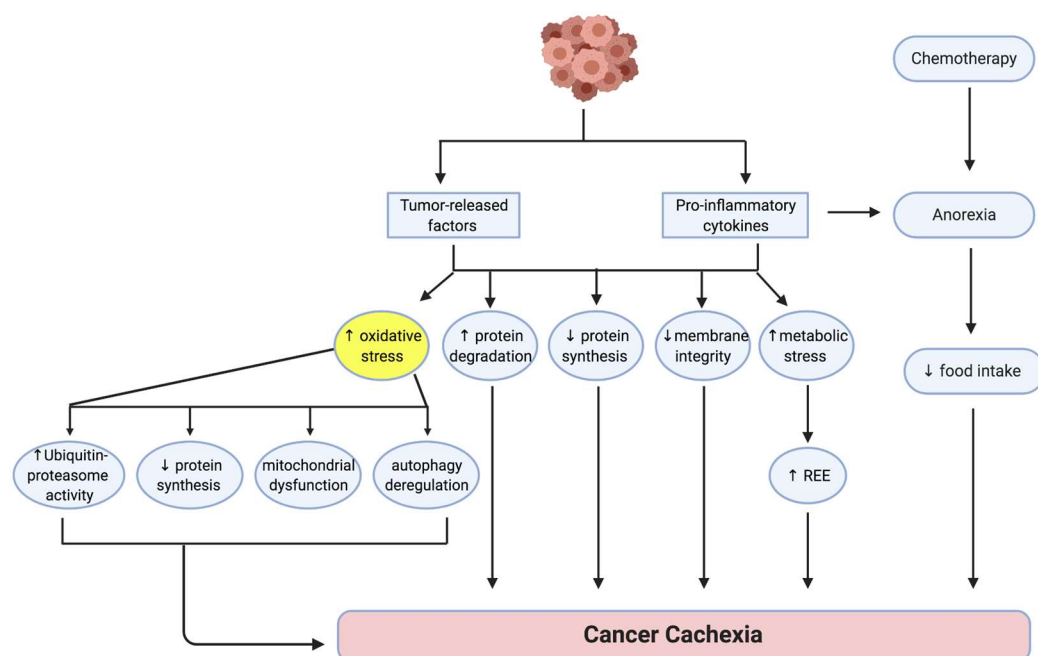 Chemotherapy
Tumor-released
factors
Pro-inflammatory
cytokines
Anorexia
↑ oxidative
stress
↑ protein
degradation
↓ protein
synthesis
↓membrane
integrity
↑metabolic
stress
↓ food intake
↑Ubiquitin-
proteasome
activity
↓ protein
synthesis
mitochondrial
dysfunction
autophagy
deregulation
↑ REE
Cancer Cachexia